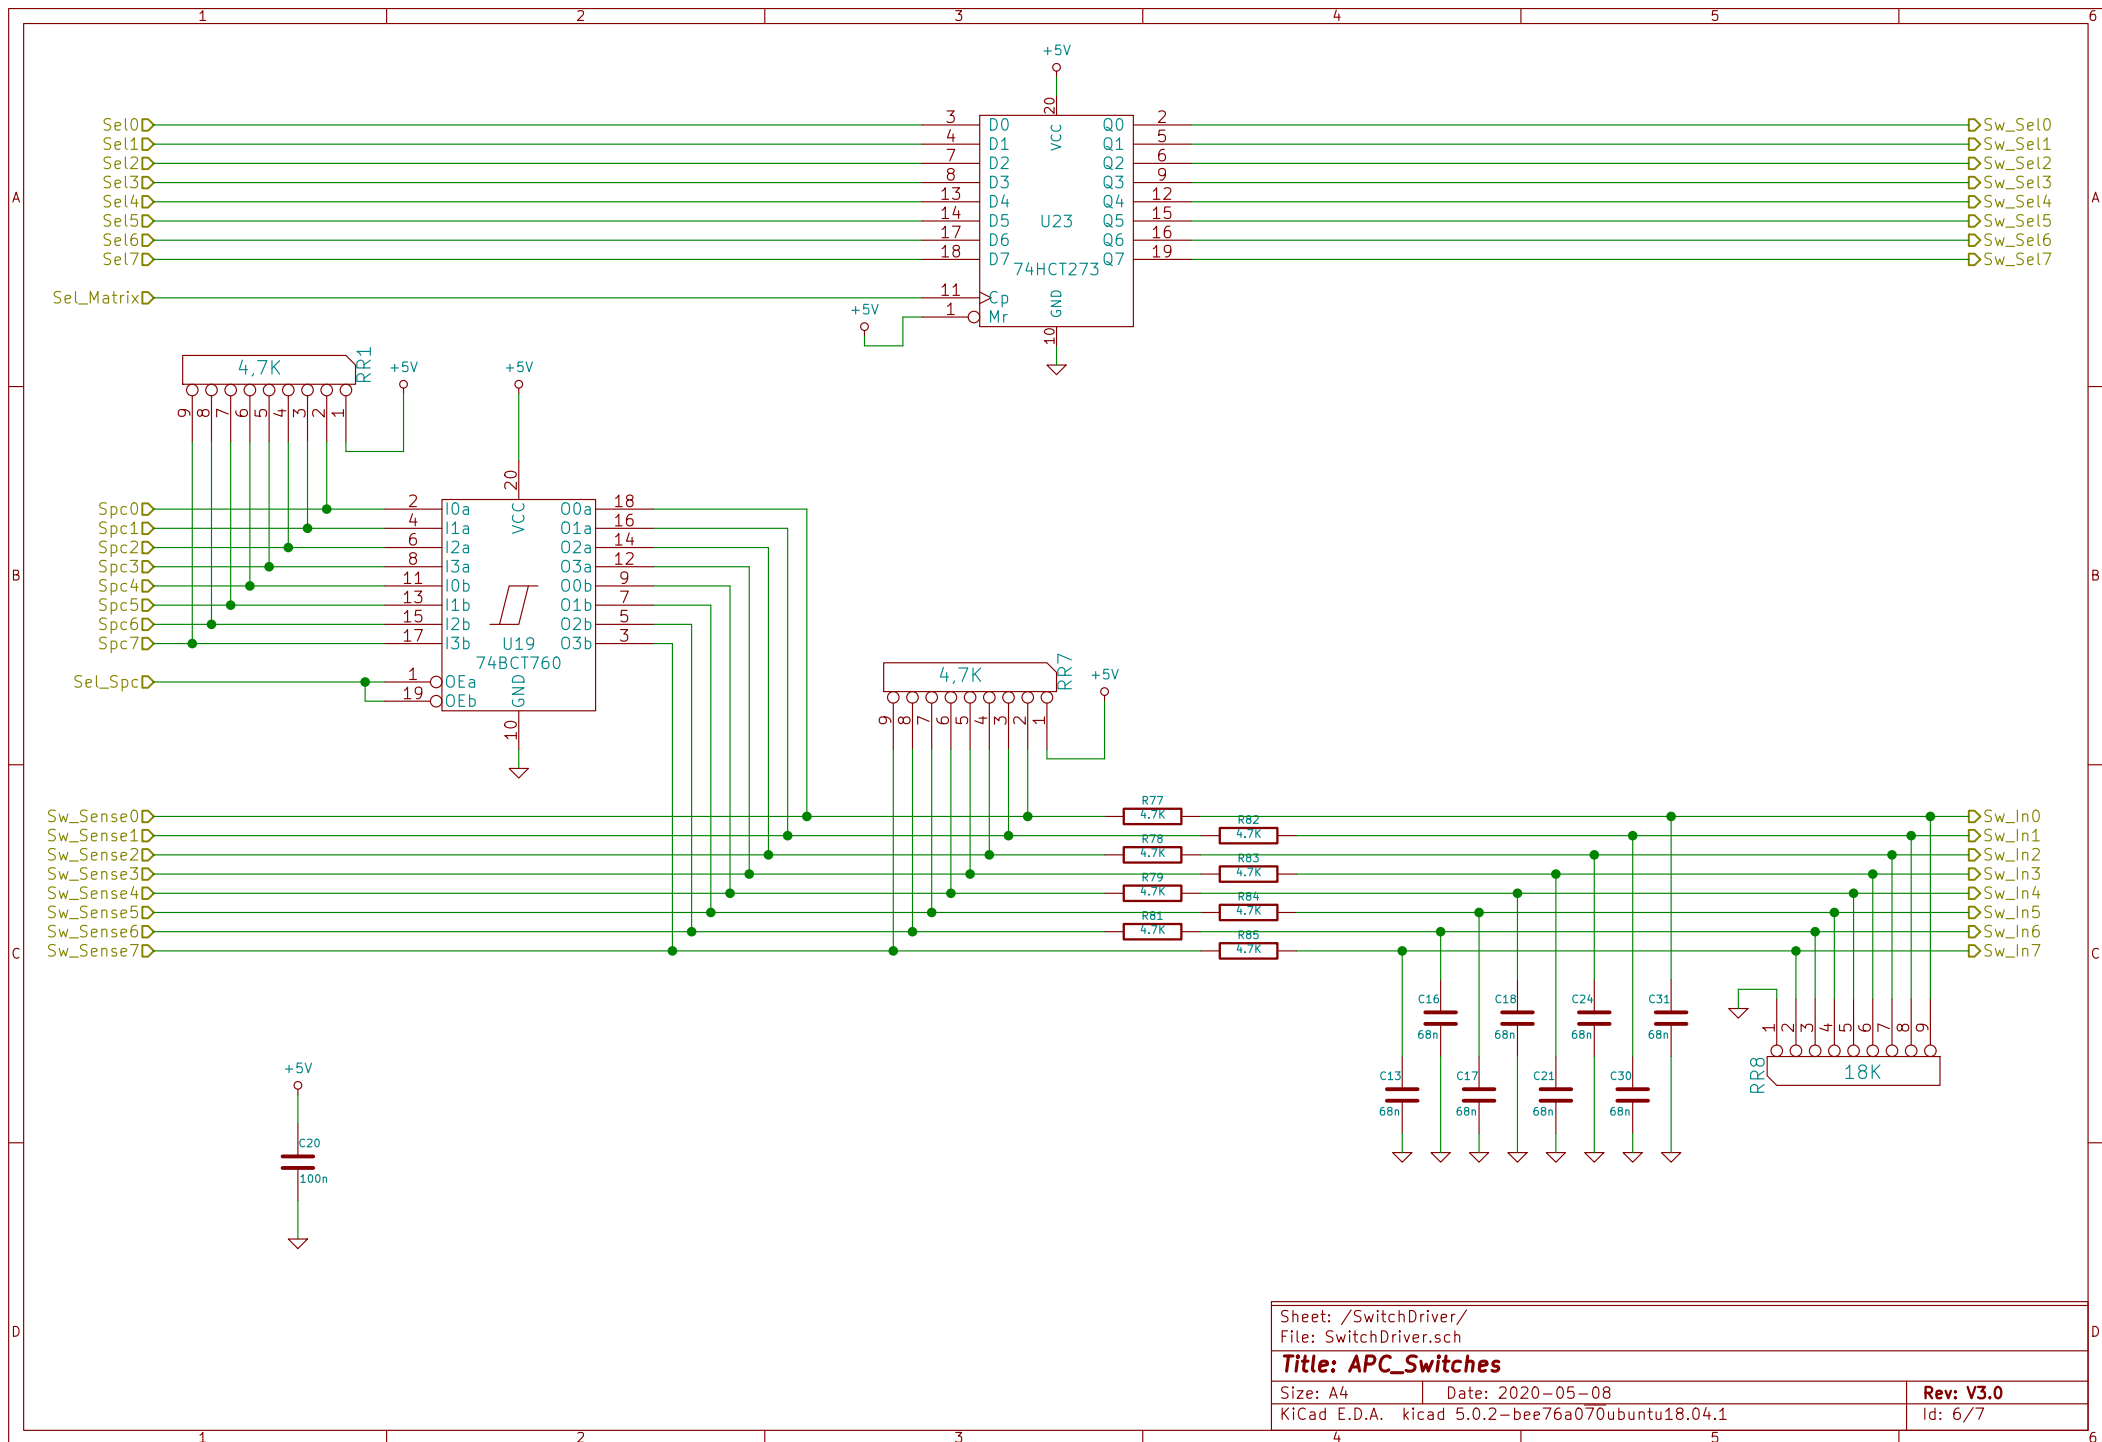 1 2 3 4 5 6
+5V
20
Sel0 3 D0 VCC Q0 2 Sw_Sel0
Sel1 4 D1 Q1 5 Sw_Sel1
Sel2 7 D2 Q2 6 Sw_Sel2
Sel3 8 D3 Q3 9 Sw_Sel3
A Sel4 13 D4 Q4 12 Sw_Sel4 A
Sel5 14 D5 U23 Q5 15 Sw_Sel5
Sel6 17 D6 Q6 16 Sw_Sel6
Sel7 18 D7 74HCT273 Q7 19 Sw_Sel7
Sel_Matrix 11 Cp GND
+5V 1 Mr
10
4,7K RR1 +5V +5V
9 8 7 6 5 4 3 2 1
20
Spc0 2 I0a VCC O0a 18
Spc1 4 I1a O1a 16
Spc2 6 I2a O2a 14
Spc3 8 I3a O3a 12
B Spc4 11 I0b O0b 9 B
Spc5 13 I1b O1b 7
Spc6 15 I2b O2b 5
Spc7 17 I3b U19 O3b 3
74BCT760
Sel_Spc 1 OEa GND
19 OEb
10
4,7K RR7 +5V
9 8 7 6 5 4 3 2 1
Sw_Sense0 R77 4.7K Sw_In0
Sw_Sense1 R82 4.7K Sw_In1
Sw_Sense2 R78 4.7K Sw_In2
Sw_Sense3 R83 4.7K Sw_In3
Sw_Sense4 R79 4.7K Sw_In4
Sw_Sense5 R84 4.7K Sw_In5
Sw_Sense6 R81 4.7K Sw_In6
C Sw_Sense7 R85 4.7K Sw_In7 C
C16 C18 C24 C31
68n 68n 68n 68n
1 2 3 4 5 6 7 8 9
RR8 18K
C13 C17 C21 C30
68n 68n 68n 68n
+5V
C20
100n
D D
Sheet: /SwitchDriver/
File: SwitchDriver.sch
Title: APC_Switches
Size: A4 Date: 2020-05-08 Rev: V3.0
KiCad E.D.A. kicad 5.0.2-bee76a070ubuntu18.04.1 Id: 6/7
1 2 3 4 5 6